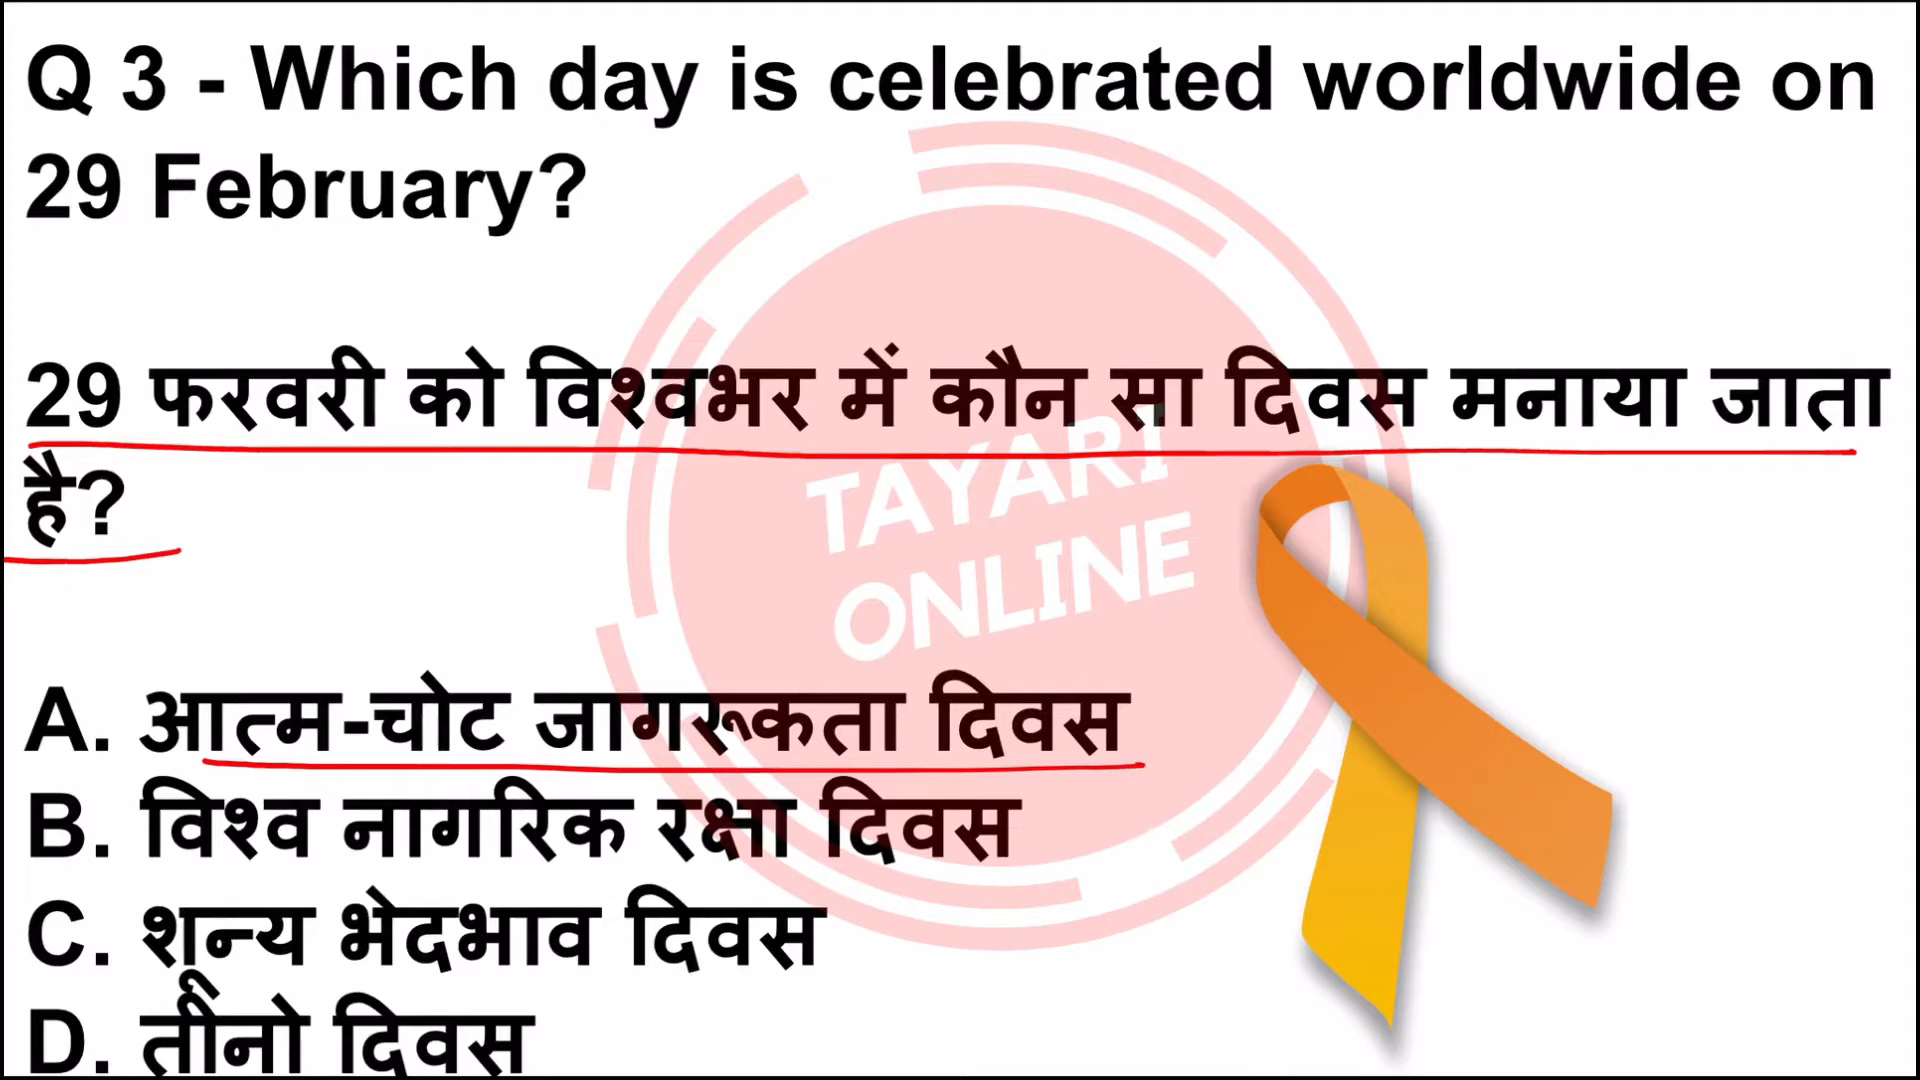 Q 3 - Which day is celebrated worldwide on
29 February?
29 फरवरी को विश्वभर में कौन सा दिवस मनाया जाता
है?
TAYARI
ONLINE
A. आत्म-चोट जागरूकता दिवस
B. विश्व नागरिक रक्षा दिवस
C. शून्य भेदभाव दिवस
D. तीनो दिवस